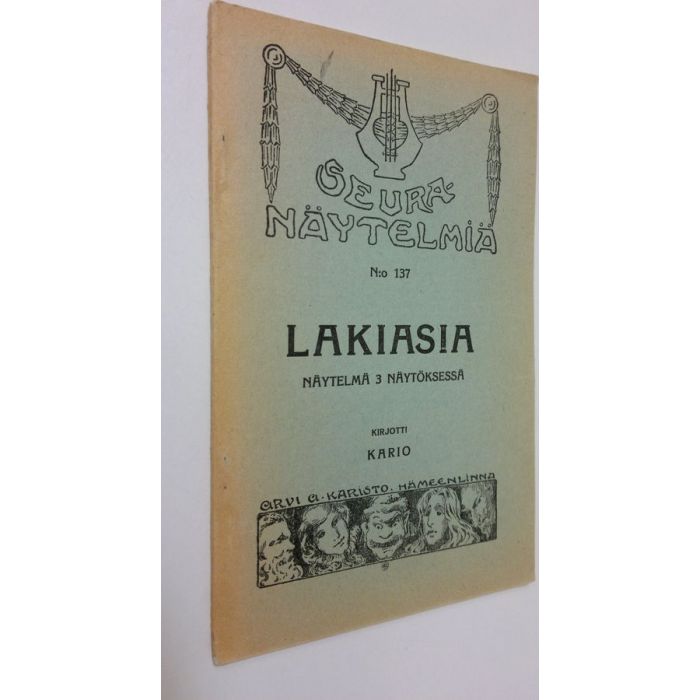 SEURA-
NÄYTELMIÄ
N:o 137
LAKIASIA
NÄYTELMÄ 3 NÄYTÖKSESSÄ
KIRJOTTI
KARIO
ARVI A. KARISTO. HÄMEENLINNA